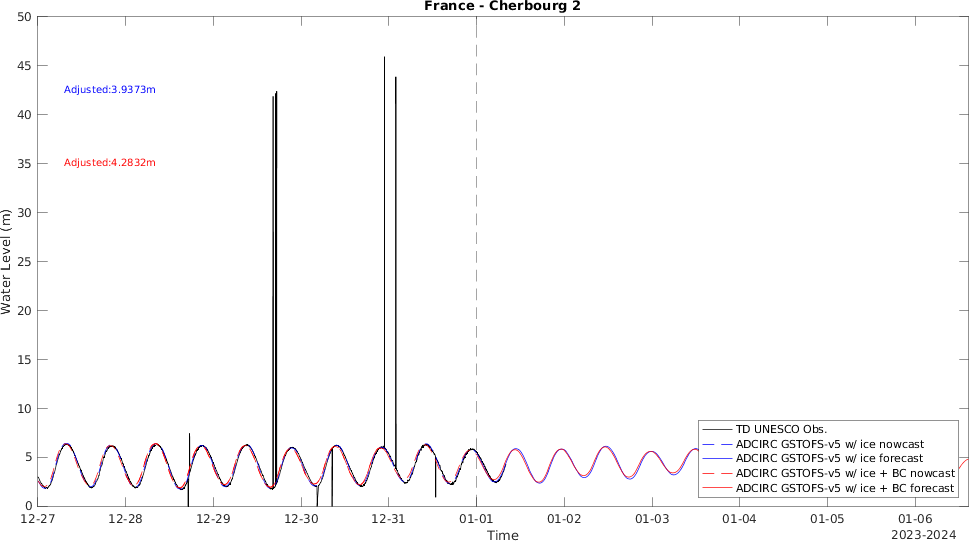 France - Cherbourg 2
50
45
40
35
30
25
20
15
10
5
0
Water Level (m)
Adjusted:3.9373m
Adjusted:4.2832m
TD UNESCO Obs.
ADCIRC GSTOFS-v5 w/ ice nowcast
ADCIRC GSTOFS-v5 w/ ice forecast
ADCIRC GSTOFS-v5 w/ ice + BC nowcast
ADCIRC GSTOFS-v5 w/ ice + BC forecast
12-27 12-28 12-29 12-30 12-31 01-01 01-02 01-03 01-04 01-05 01-06
Time
2023-2024